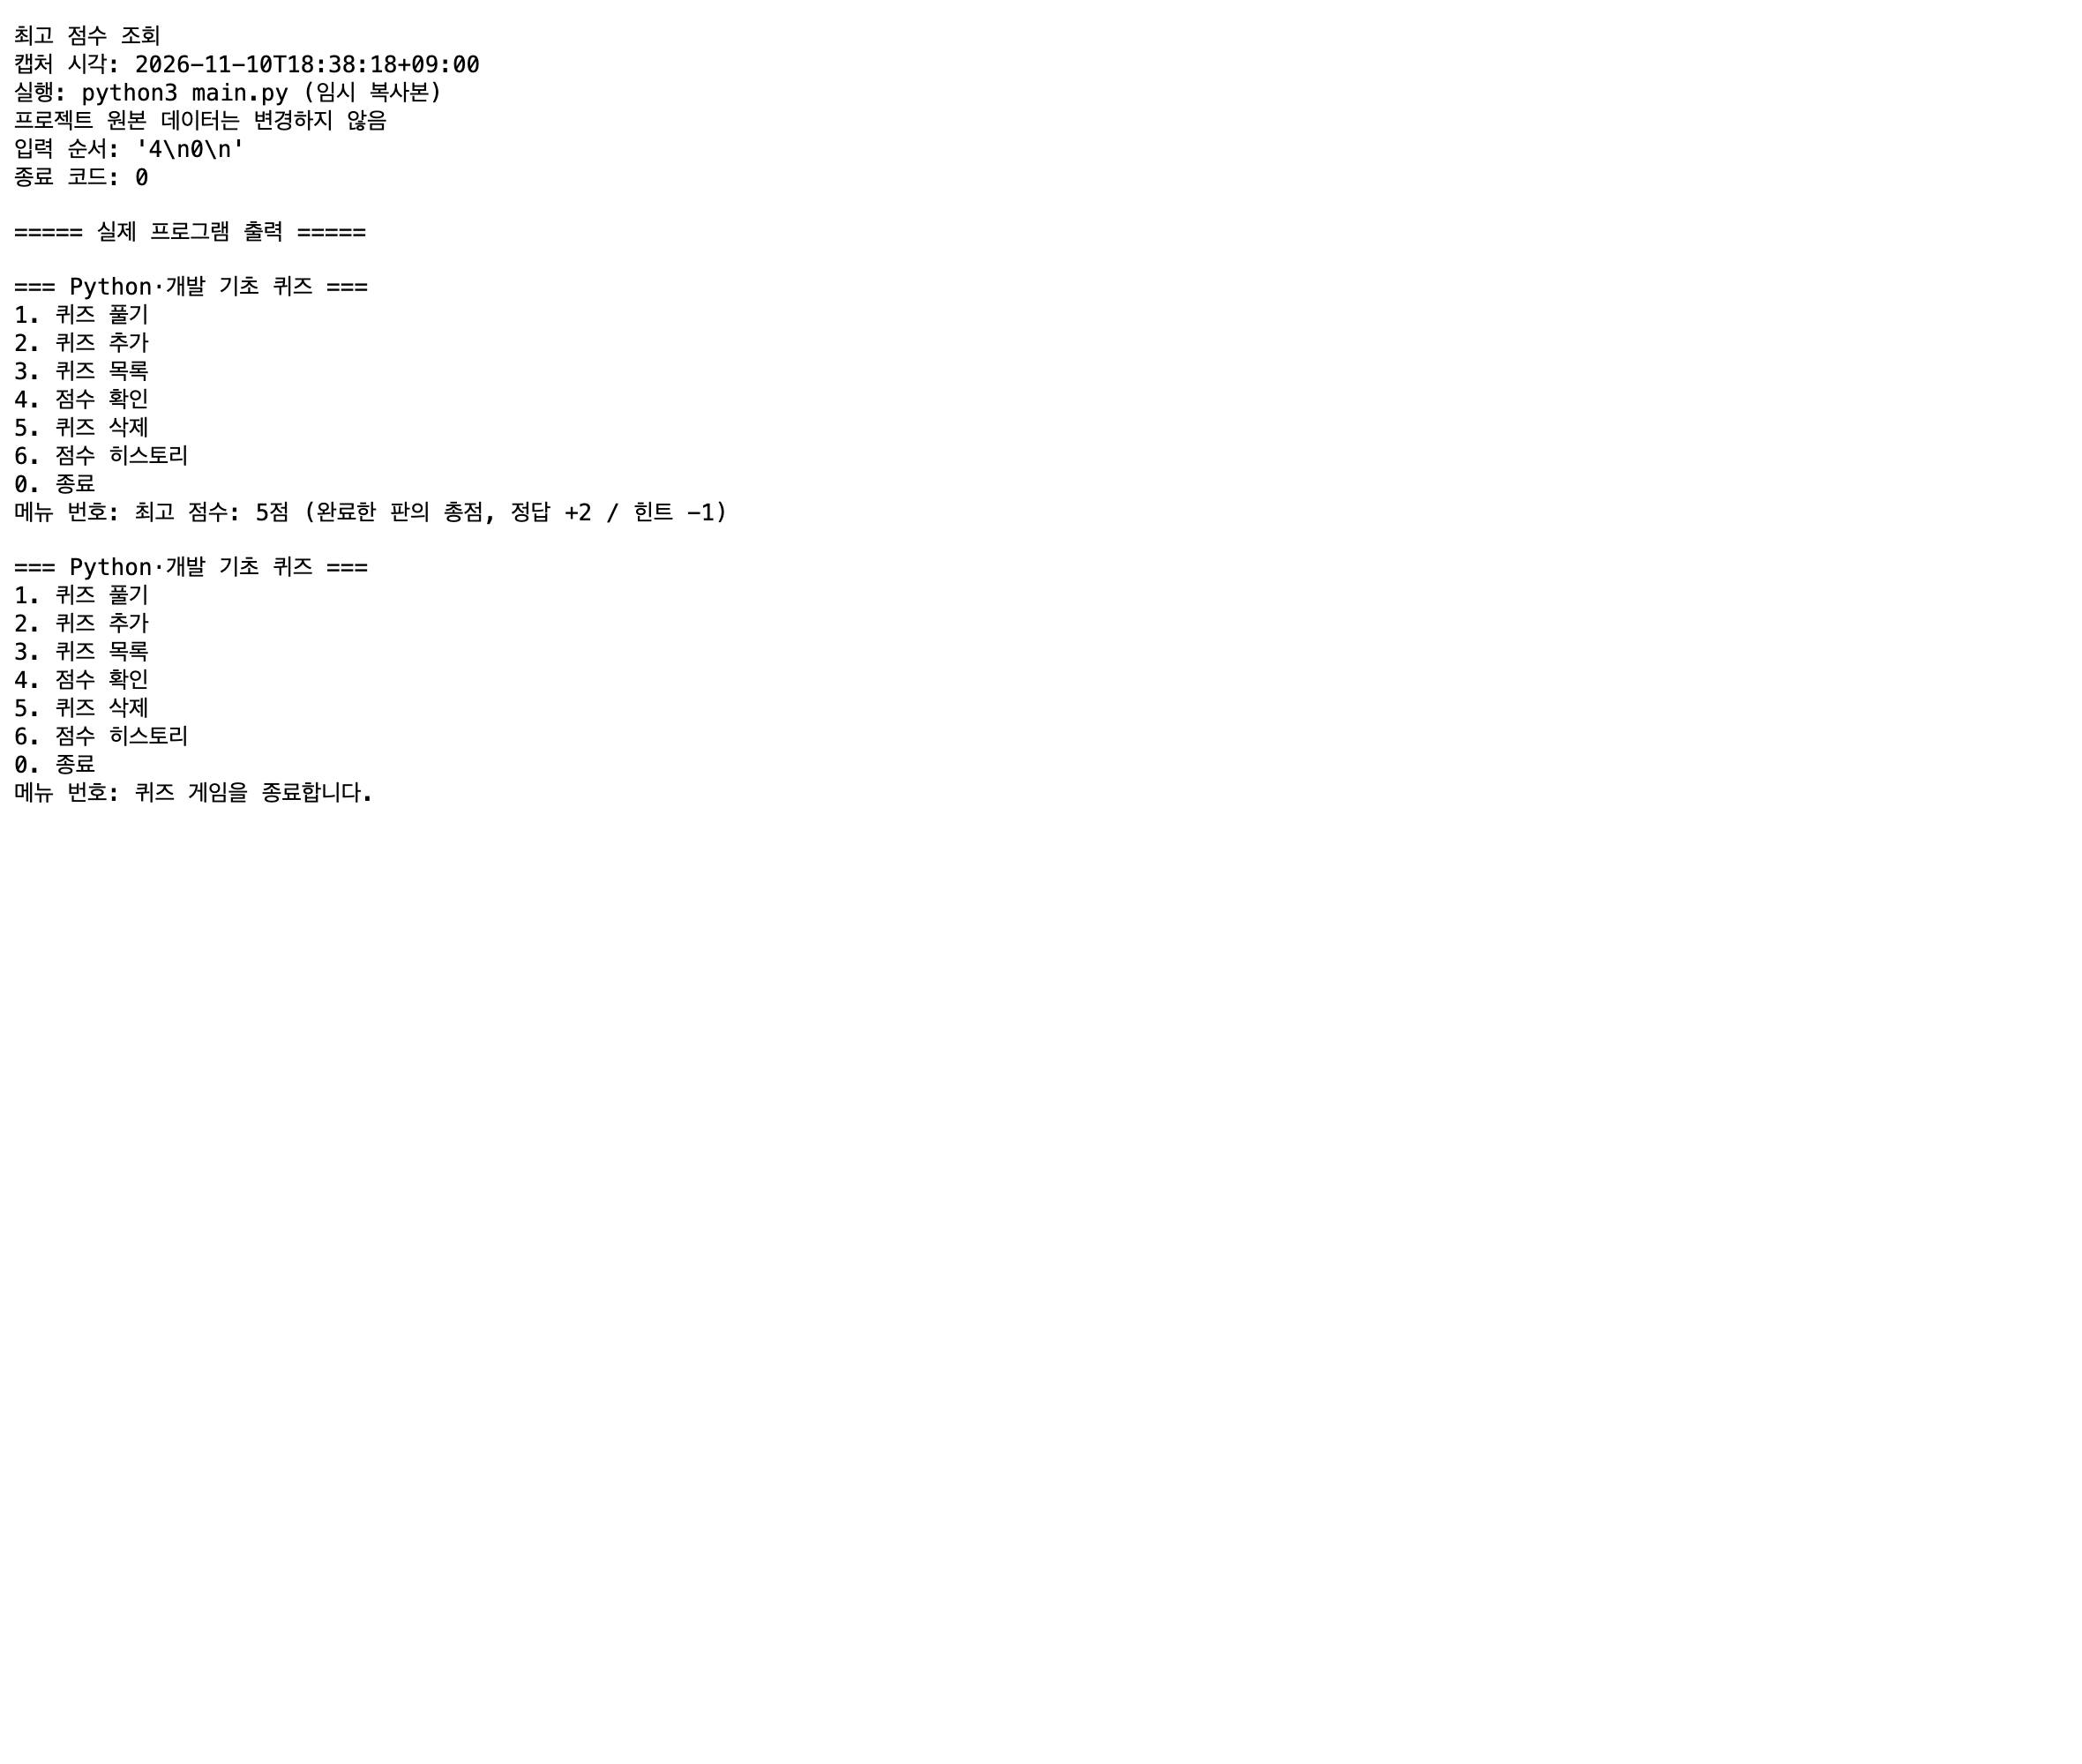 최고 점수 조회
캡처 시각: 2026-11-10T18:38:18+09:00
실행: python3 main.py (임시 복사본)
프로젝트 원본 데이터는 변경하지 않음
입력 순서: '4\n0\n'
종료 코드: 0
===== 실제 프로그램 출력 =====
=== Python·개발 기초 퀴즈 ===
1. 퀴즈 풀기
2. 퀴즈 추가
3. 퀴즈 목록
4. 점수 확인
5. 퀴즈 삭제
6. 점수 히스토리
0. 종료
메뉴 번호: 최고 점수: 5점 (완료한 판의 총점, 정답 +2 / 힌트 -1)
=== Python·개발 기초 퀴즈 ===
1. 퀴즈 풀기
2. 퀴즈 추가
3. 퀴즈 목록
4. 점수 확인
5. 퀴즈 삭제
6. 점수 히스토리
0. 종료
메뉴 번호: 퀴즈 게임을 종료합니다.